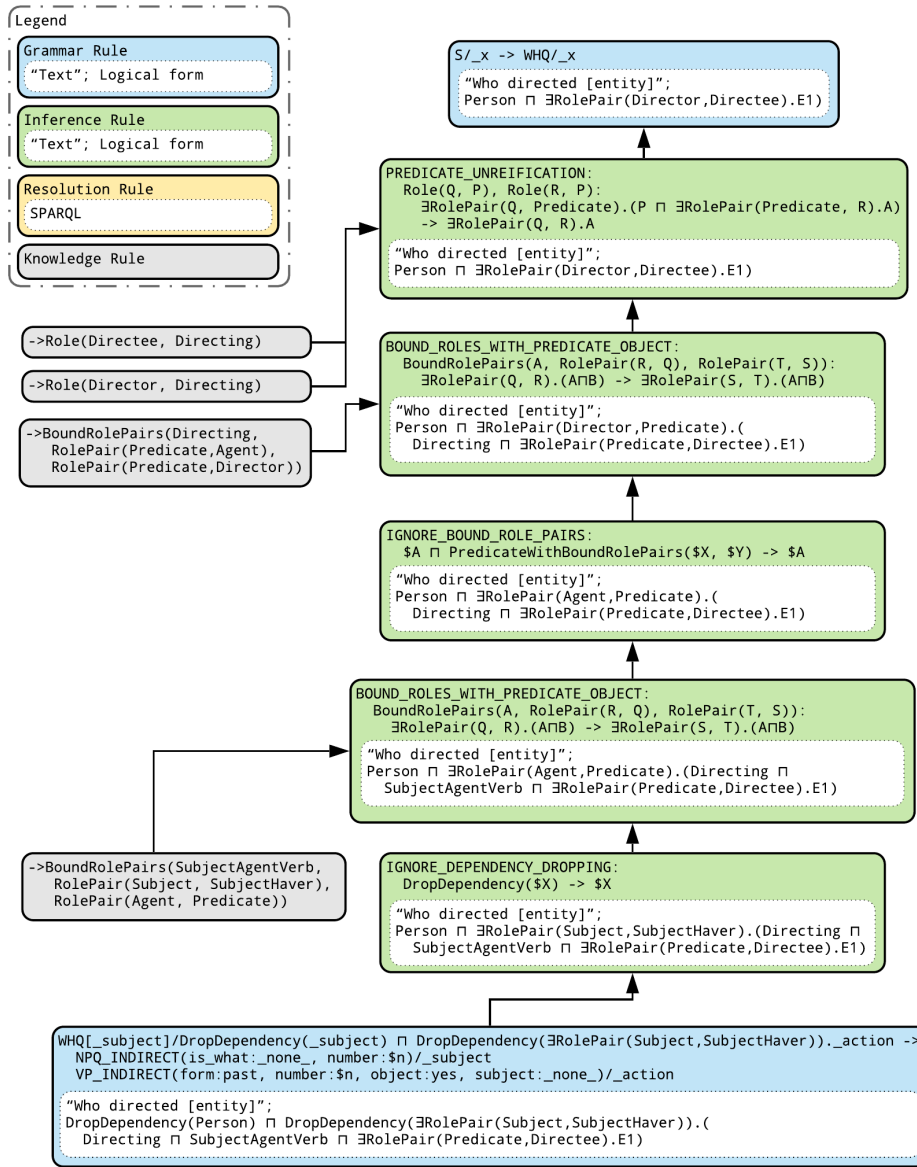 Legend
Grammar Rule
“Text”; Logical form
Inference Rule
“Text”; Logical form
Resolution Rule
SPARQL
Knowledge Rule
S/_x -> WHQ/_x
“Who directed [entity]”;
Person ⊓ ∃RolePair(Director,Directee).E1)
PREDICATE_UNREIFICATION:
Role(Q, P), Role(R, P):
∃RolePair(Q, Predicate).(P ⊓ ∃RolePair(Predicate, R).A)
-> ∃RolePair(Q, R).A
“Who directed [entity]”;
Person ⊓ ∃RolePair(Director,Directee).E1)
->Role(Directee, Directing)
->Role(Director, Directing)
->BoundRolePairs(Directing,
RolePair(Predicate,Agent),
RolePair(Predicate,Director))
BOUND_ROLES_WITH_PREDICATE_OBJECT:
BoundRolePairs(A, RolePair(R, Q), RolePair(T, S)):
∃RolePair(Q, R).(A⊓B) -> ∃RolePair(S, T).(A⊓B)
“Who directed [entity]”;
Person ⊓ ∃RolePair(Director,Predicate).(
Directing ⊓ ∃RolePair(Predicate,Directee).E1)
IGNORE_BOUND_ROLE_PAIRS:
$A ⊓ PredicateWithBoundRolePairs($X, $Y) -> $A
“Who directed [entity]”;
Person ⊓ ∃RolePair(Agent,Predicate).(
Directing ⊓ ∃RolePair(Predicate,Directee).E1)
BOUND_ROLES_WITH_PREDICATE_OBJECT:
BoundRolePairs(A, RolePair(R, Q), RolePair(T, S)):
∃RolePair(Q, R).(A⊓B) -> ∃RolePair(S, T).(A⊓B)
“Who directed [entity]”;
Person ⊓ ∃RolePair(Agent,Predicate).(Directing ⊓
SubjectAgentVerb ⊓ ∃RolePair(Predicate,Directee).E1)
->BoundRolePairs(SubjectAgentVerb,
RolePair(Subject, SubjectHaver),
RolePair(Agent, Predicate))
IGNORE_DEPENDENCY_DROPPING:
DropDependency($X) -> $X
“Who directed [entity]”;
Person ⊓ ∃RolePair(Subject,SubjectHaver).(Directing ⊓
SubjectAgentVerb ⊓ ∃RolePair(Predicate,Directee).E1)
WHQ[_subject]/DropDependency(_subject) ⊓ DropDependency(∃RolePair(Subject,SubjectHaver))._action ->
NPQ_INDIRECT(is_what:_none_, number:$n)/_subject
VP_INDIRECT(form:past, number:$n, object:yes, subject:_none_)/_action
“Who directed [entity]”;
DropDependency(Person) ⊓ DropDependency(∃RolePair(Subject,SubjectHaver)).(
Directing ⊓ SubjectAgentVerb ⊓ ∃RolePair(Predicate,Directee).E1)